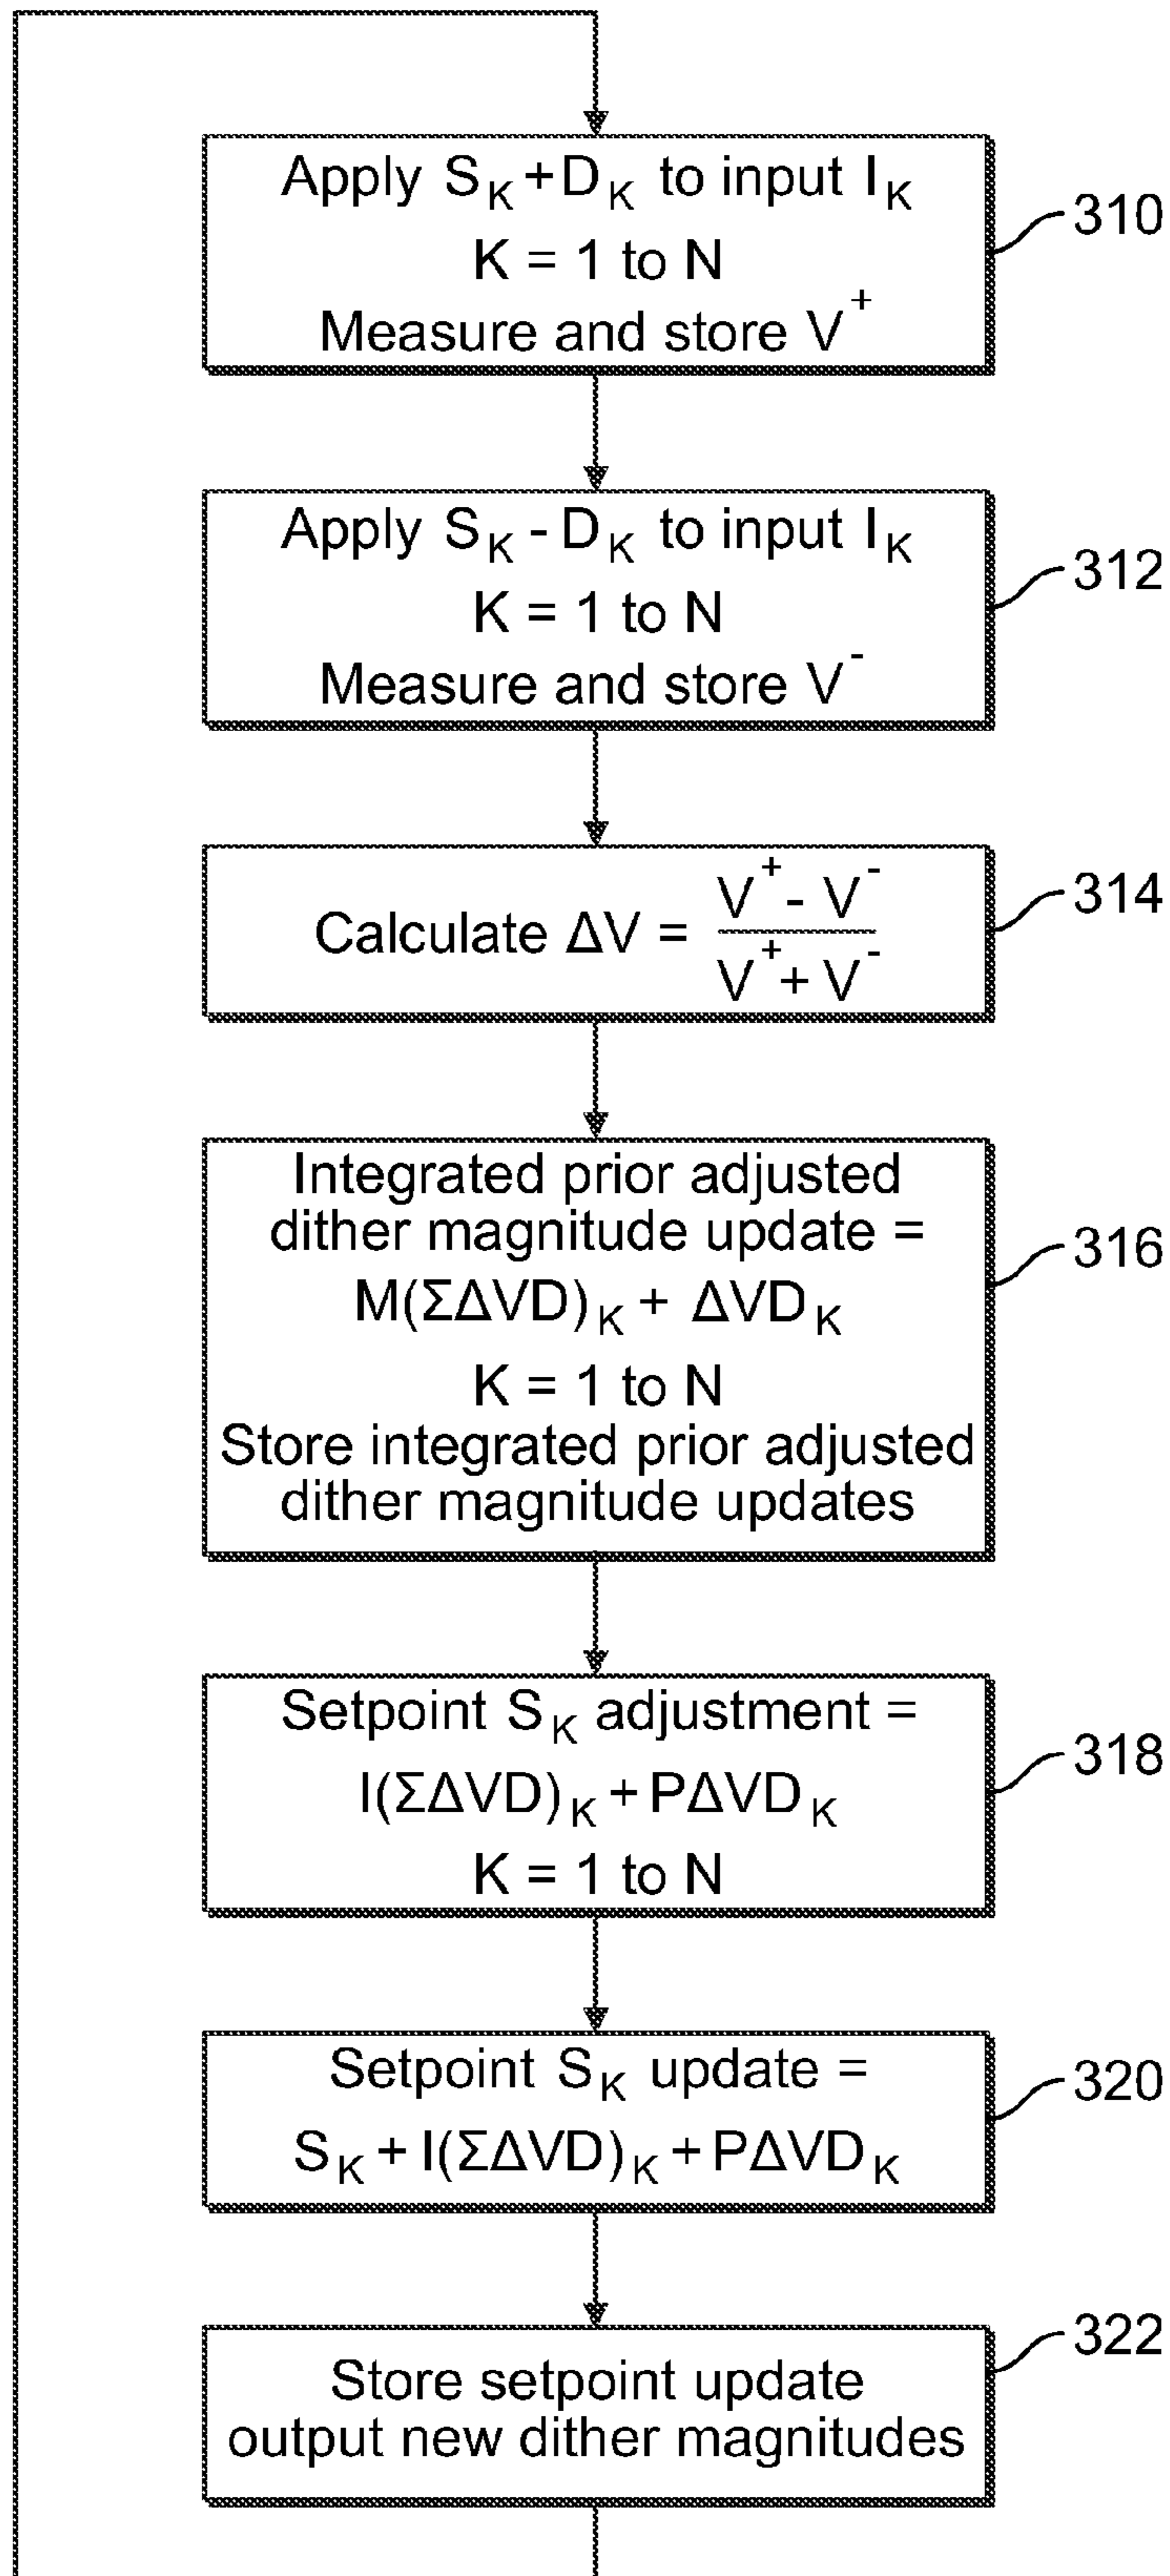 Apply S_K + D_K to input I_K
K = 1 to N
Measure and store V^+
310
Apply S_K - D_K to input I_K
K = 1 to N
Measure and store V^-
312
Calculate ΔV = (V^+ - V^-) / (V^+ + V^-)
314
Integrated prior adjusted
dither magnitude update =
M(ΣΔVD)_K + ΔVD_K
K = 1 to N
Store integrated prior adjusted
dither magnitude updates
316
Setpoint S_K adjustment =
I(ΣΔVD)_K + PΔVD_K
K = 1 to N
318
Setpoint S_K update =
S_K + I(ΣΔVD)_K + PΔVD_K
320
Store setpoint update
output new dither magnitudes
322